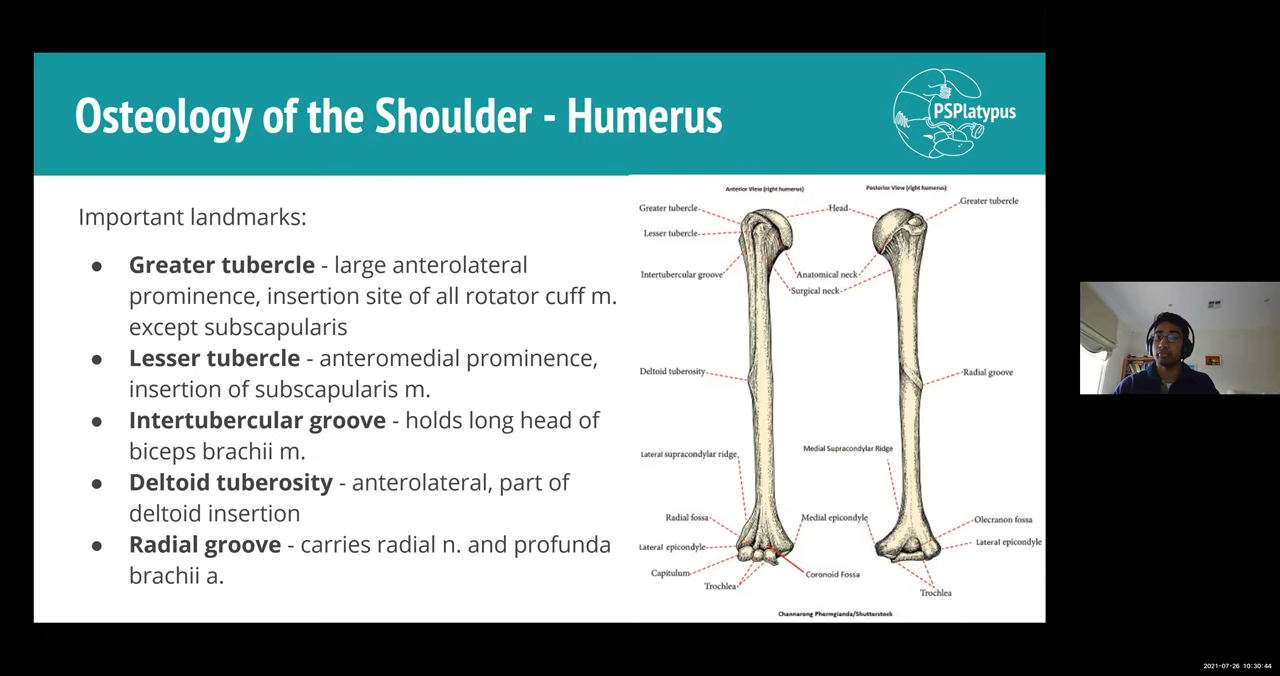 Osteology of the Shoulder - Humerus
PSPlatypus
Important landmarks:
● Greater tubercle - large anterolateral
prominence, insertion site of all rotator cuff m.
except subscapularis
● Lesser tubercle - anteromedial prominence,
insertion of subscapularis m.
● Intertubercular groove - holds long head of
biceps brachii m.
● Deltoid tuberosity - anterolateral, part of
deltoid insertion
● Radial groove - carries radial n. and profunda
brachii a.
Anterior View (right humerus)
Posterior View (right humerus)
Greater tubercle
Head
Greater tubercle
Lesser tubercle
Intertubercular groove
Anatomical neck
Surgical neck
Deltoid tuberosity
Radial groove
Lateral supracondylar ridge
Medial Supracondylar Ridge
Radial fossa
Medial epicondyle
Olecranon fossa
Lateral epicondyle
Lateral epicondyle
Capitulum
Coronoid Fossa
Trochlea
Trochlea
Channarong Pherngjanda/Shutterstock
2021-07-26 10:30:44